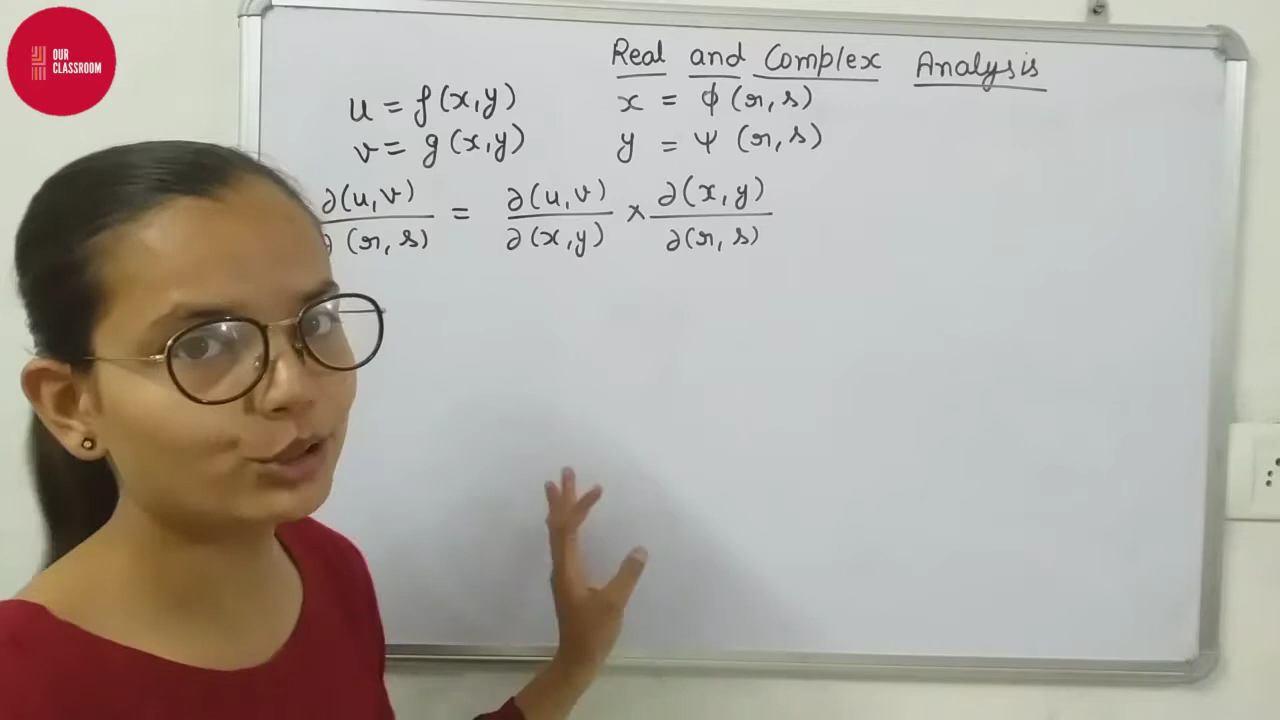 OUR
CLASSROOM
Real and Complex Analysis
u = f(x,y) x = ϕ(r,s)
v = g(x,y) y = ψ(r,s)
∂(u,v)/∂(r,s) = ∂(u,v)/∂(x,y) × ∂(x,y)/∂(r,s)